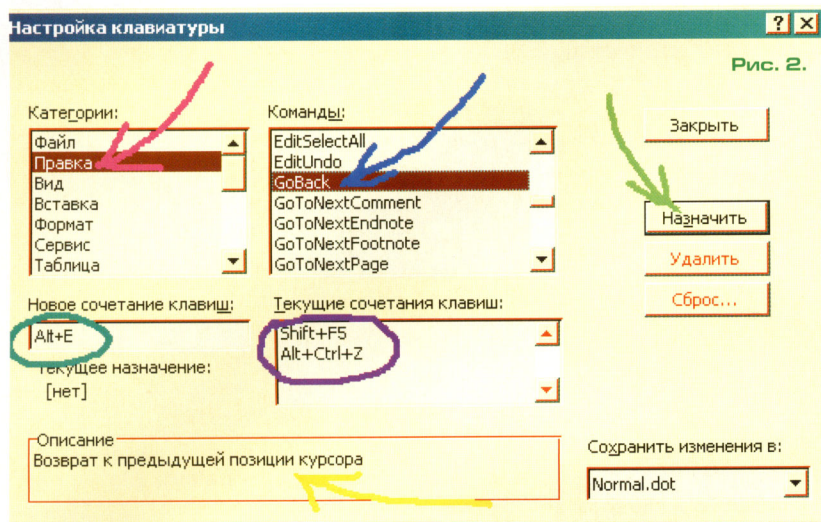 Настройка клавиатуры
Рис. 2.
Категории:
Файл
Правка
Вид
Вставка
Формат
Сервис
Таблица
Команды:
EditSelectAll
EditUndo
GoBack
GoToNextComment
GoToNextEndnote
GoToNextFootnote
GoToNextPage
Закрыть
Назначить
Удалить
Сброс...
Новое сочетание клавиш:
Alt+E
Текущее назначение:
[нет]
Текущие сочетания клавиш:
Shift+F5
Alt+Ctrl+Z
Описание
Возврат к предыдущей позиции курсора
Сохранить изменения в:
Normal.dot